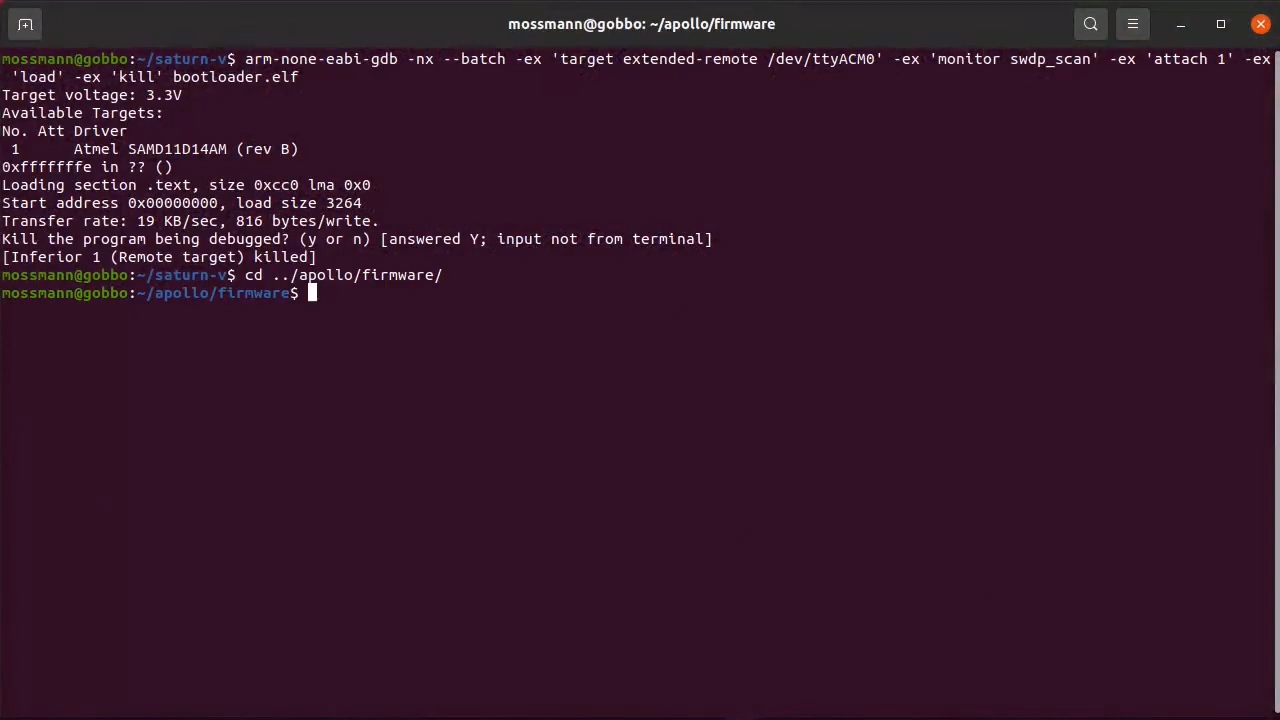 mossmann@gobbo: ~/apollo/firmware
mossmann@gobbo:~/saturn-v$ arm-none-eabi-gdb -nx --batch -ex 'target extended-remote /dev/ttyACM0' -ex 'monitor swdp_scan' -ex 'attach 1' -ex
'load' -ex 'kill' bootloader.elf
Target voltage: 3.3V
Available Targets:
No. Att Driver
1 Atmel SAMD11D14AM (rev B)
0xfffffffe in ?? ()
Loading section .text, size 0xcc0 lma 0x0
Start address 0x00000000, load size 3264
Transfer rate: 19 KB/sec, 816 bytes/write.
Kill the program being debugged? (y or n) [answered Y; input not from terminal]
[Inferior 1 (Remote target) killed]
mossmann@gobbo:~/saturn-v$ cd ../apollo/firmware/
mossmann@gobbo:~/apollo/firmware$